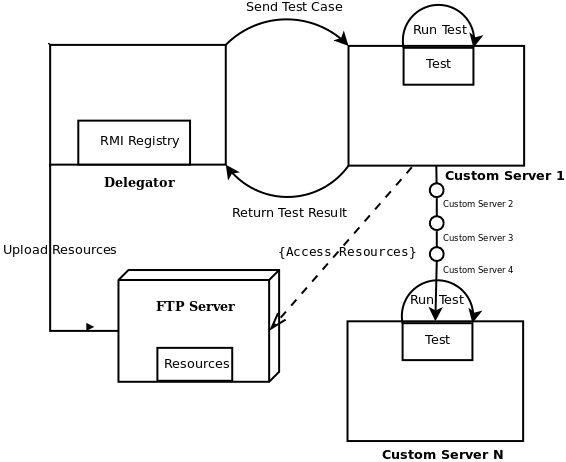 Send Test Case
Run Test
Test
RMI Registry
Delegator
Custom Server 1
Custom Server 2
Return Test Result
Custom Server 3
Upload Resources
{Access Resources}
Custom Server 4
Run Test
FTP Server
Test
Resources
Custom Server N